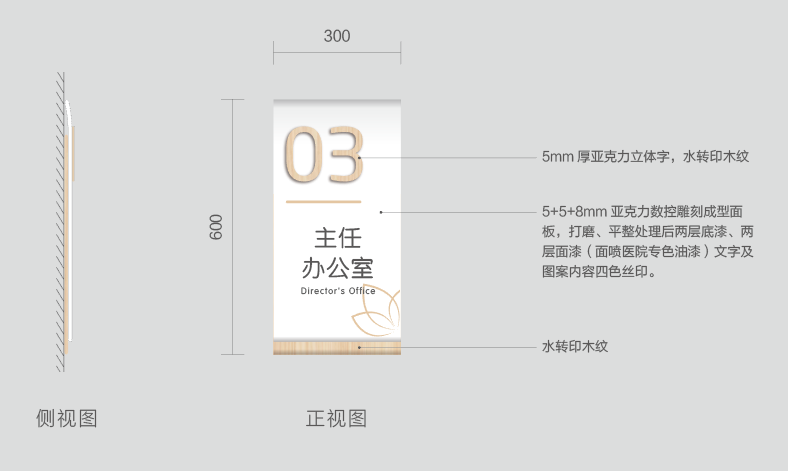 300
600
03
主任
办公室
Director's Office
5mm 厚亚克力立体字，水转印木纹
5+5+8mm 亚克力数控雕刻成型面
板，打磨、平整处理后两层底漆、两
层面漆（面喷医院专色油漆）文字及
图案内容四色丝印。
水转印木纹
侧视图
正视图